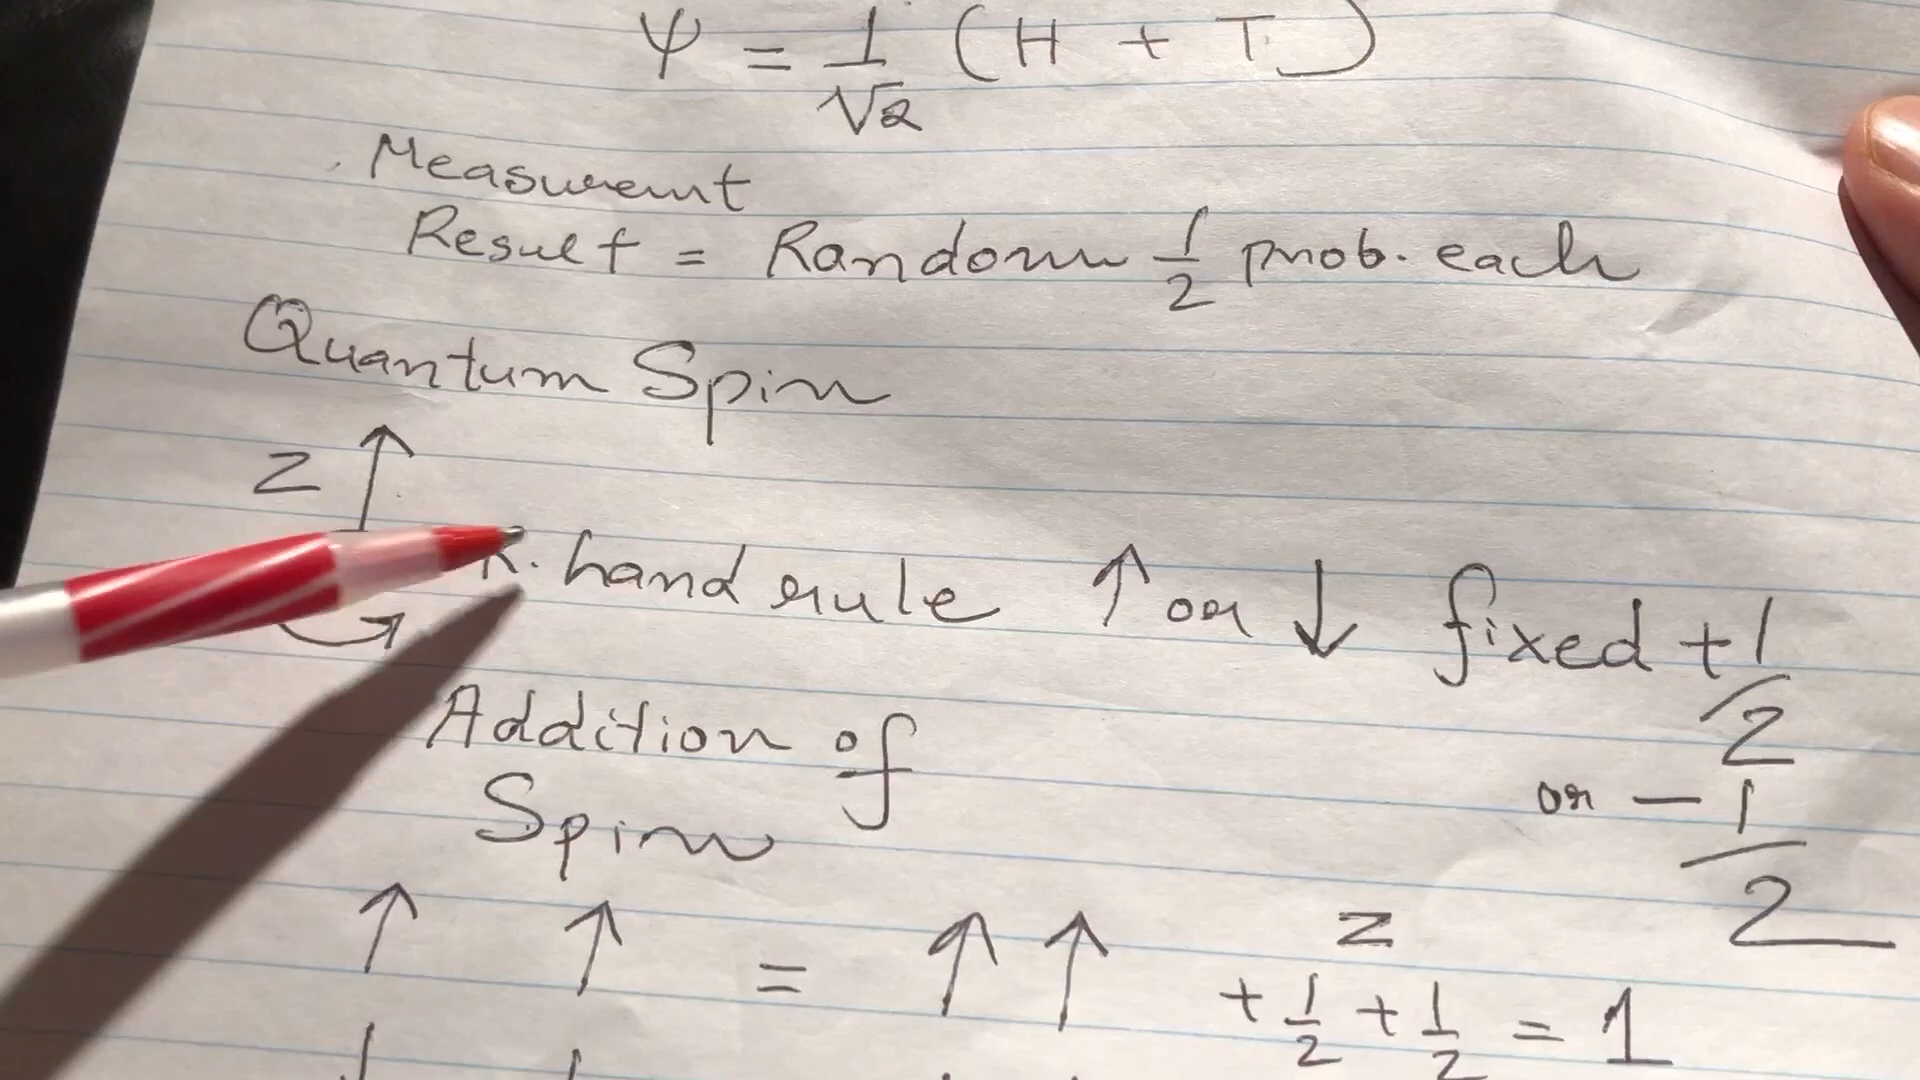 Ψ = 1/√2 (H + T)
Measuremt
Result = Random 1/2 prob. each
Quantum Spin
Z ↑
R. hand rule ↑ or ↓ fixed + 1/2
or - 1/2
Addition of
Spin
↑ ↑ = ↑↑ Z
+ 1/2 + 1/2 = 1